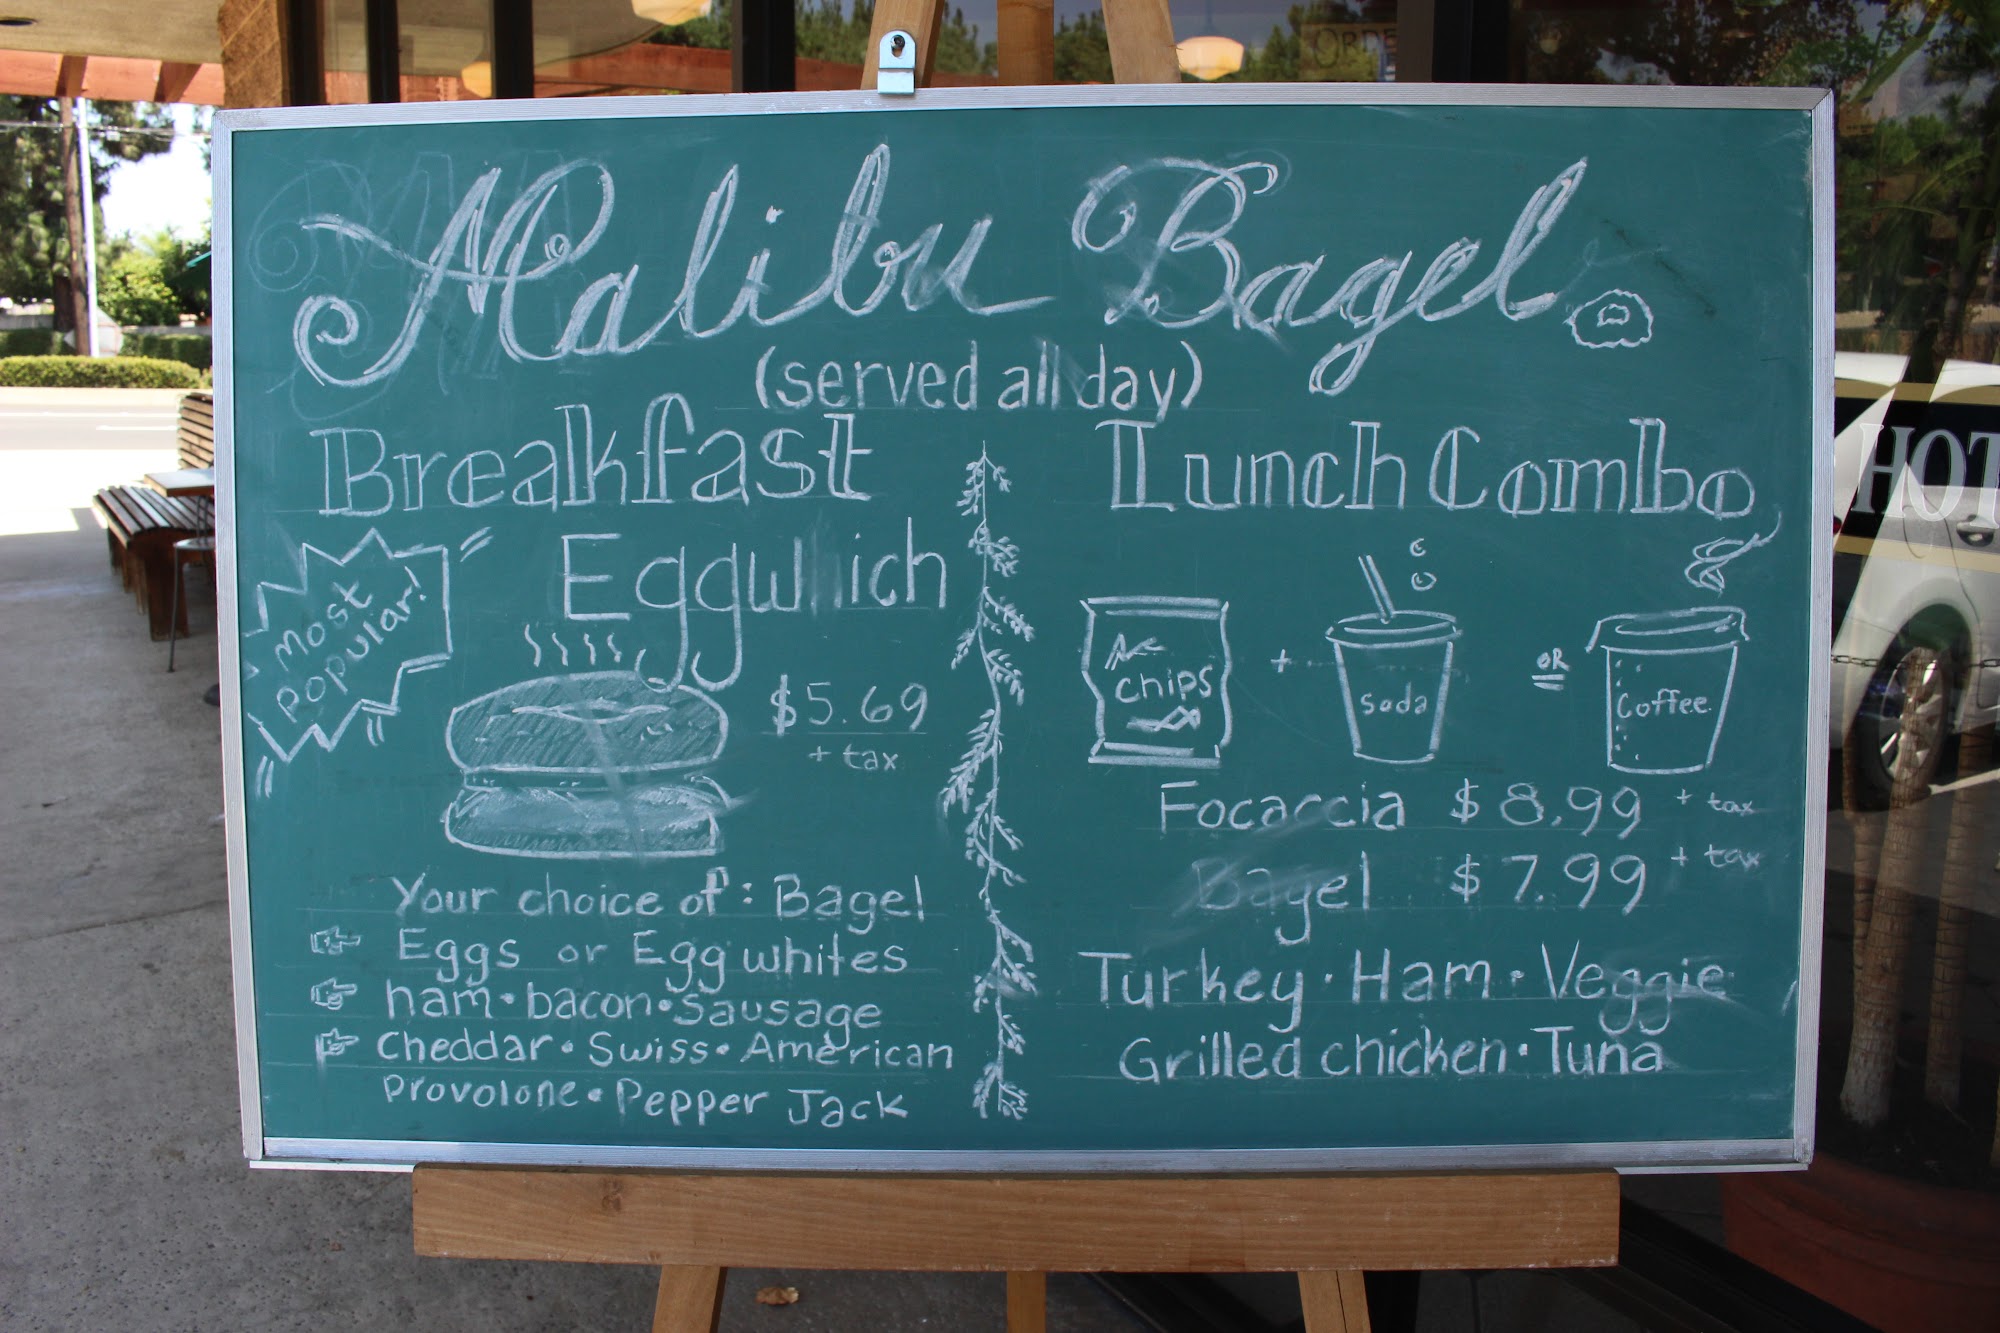 Malibu Bagel
(served all day)
Breakfast
Eggwich
Most
popular!
$5.69
+ tax
Your choice of: Bagel
Eggs or Egg whites
ham • bacon • sausage
Cheddar • Swiss • American
Provolone • Pepper Jack
Lunch Combo
Chips
+
Soda
OR
Coffee
Focaccia $8.99 + tax
Bagel $7.99 + tax
Turkey • Ham • Veggie
Grilled chicken • Tuna
ORDE
HOT